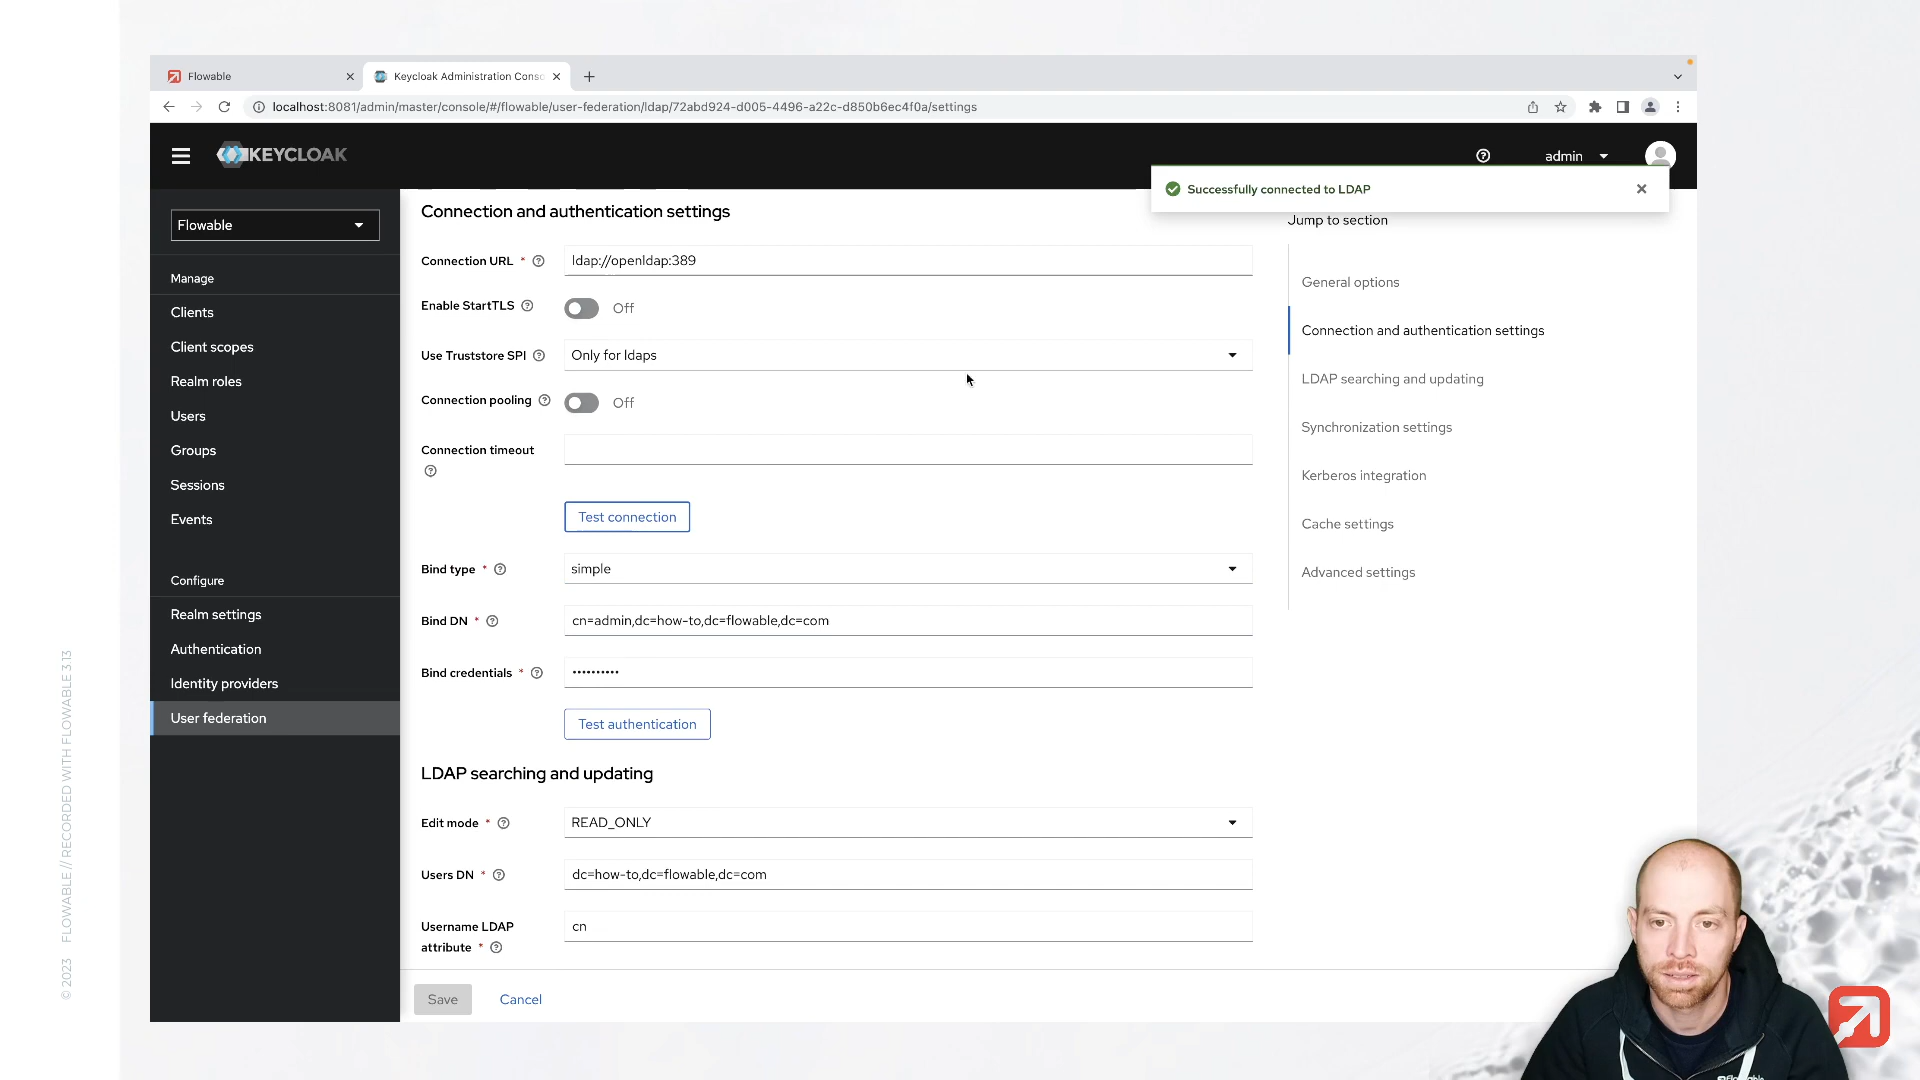 Flowable
Keycloak Administration Conso
localhost:8081/admin/master/console/#/flowable/user-federation/ldap/72abd924-d005-4496-a22c-d850b6ec4f0a/settings
KEYCLOAK
admin
Successfully connected to LDAP
Flowable
Manage
Clients
Client scopes
Realm roles
Users
Groups
Sessions
Events
Configure
Realm settings
Authentication
Identity providers
User federation
Connection and authentication settings
Connection URL * ldap://openldap:389
Enable StartTLS Off
Use Truststore SPI Only for ldaps
Connection pooling Off
Connection timeout
Test connection
Bind type * simple
Bind DN * cn=admin,dc=how-to,dc=flowable,dc=com
Bind credentials * ••••••••••
Test authentication
LDAP searching and updating
Edit mode * READ_ONLY
Users DN * dc=how-to,dc=flowable,dc=com
Username LDAP
attribute * cn
Save Cancel
Jump to section
General options
Connection and authentication settings
LDAP searching and updating
Synchronization settings
Kerberos integration
Cache settings
Advanced settings
© 2023 FLOWABLE // RECORDED WITH FLOWABLE 3.13